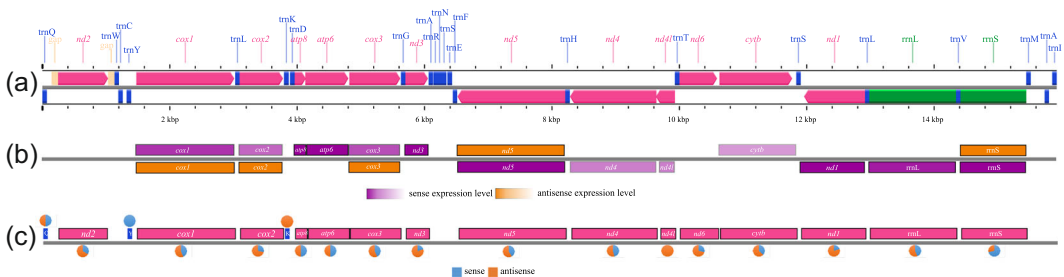 trnQ gap nd2 gap trnW trnC trnY cox1 trnL cox2 trnK trnD atp8 atp6 cox3 trnG nd3 trnA trnR trnN trnS trnE trnF nd5 trnH nd4 nd4l trnT nd6 cytb trnS nd1 trnL rrnL trnV rrnS trnM trnA
(a)
2 kbp 4 kbp 6 kbp 8 kbp 10 kbp 12 kbp 14 kbp
(b)
cox1 cox2 atp8 atp6 cox3 nd3 nd5 cytb rrnS
cox1 cox2 cox3 nd5 nd4 nd4l nd1 rrnL rrnS
sense expression level antisense expression level
(c)
nd2 cox1 cox2 K atp8 atp6 cox3 nd3 nd5 nd4 nd4l nd6 cytb nd1 rrnL rrnS
sense antisense